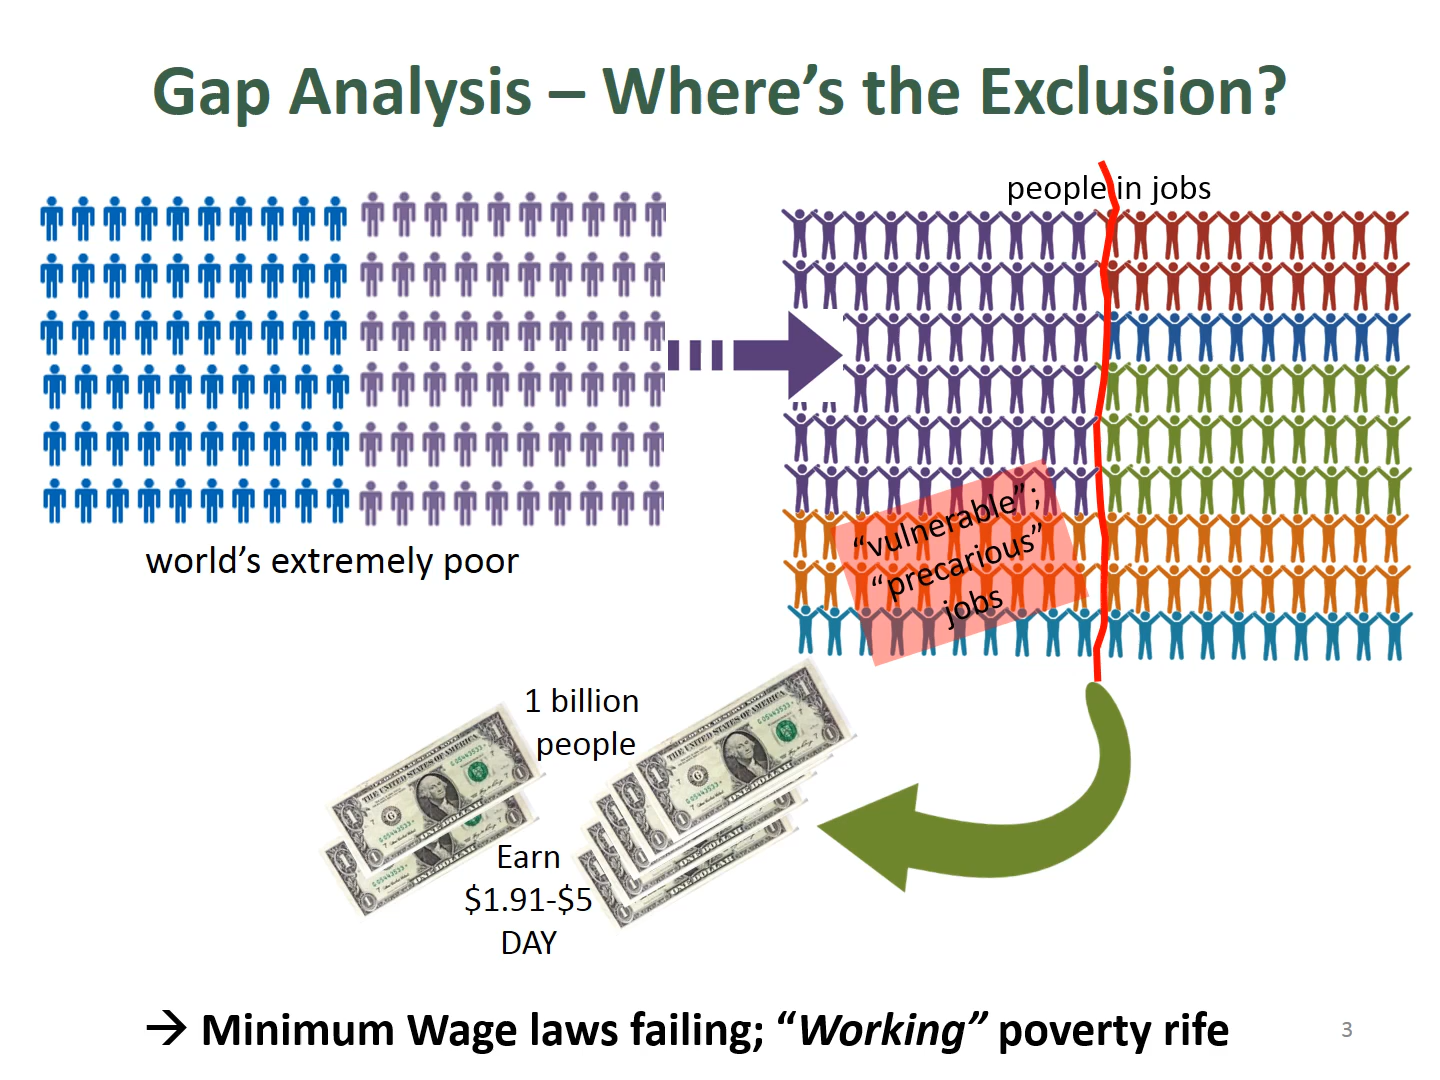 Gap Analysis – Where’s the Exclusion?
people in jobs
world’s extremely poor
“vulnerable”;
“precarious”
jobs
1 billion
people
Earn
$1.91-$5
DAY
→ Minimum Wage laws failing; “Working” poverty rife
3